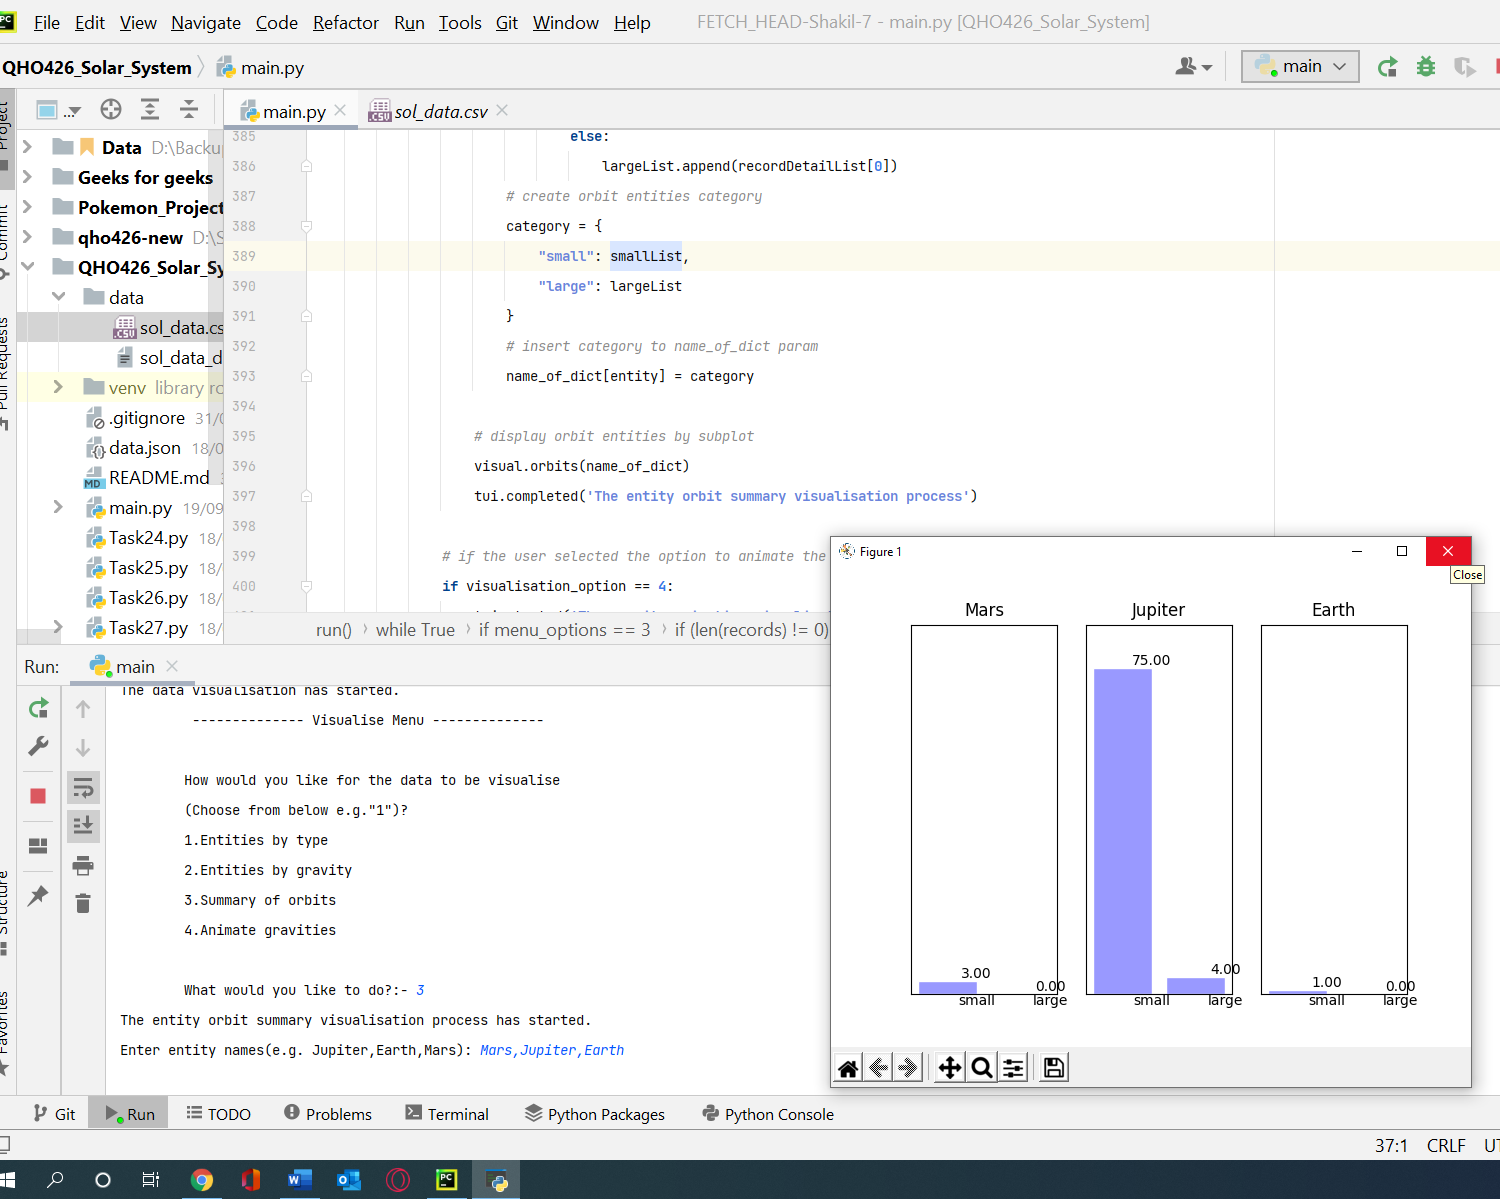 File Edit View Navigate Code Refactor Run Tools Git Window Help FETCH_HEAD-Shakil-7 - main.py [QHO426_Solar_System]
QHO426_Solar_System main.py main
... main.py sol_data.csv
Project
Commit
Pull Requests
Structure
Favorites
Data D:\Backu
Geeks for geeks
Pokemon_Project
qho426-new D:\S
QHO426_Solar_Sy
data
sol_data.cs
sol_data_d
venv library ro
.gitignore 31/0
data.json 18/0
README.md
main.py 19/09
Task24.py 18/
Task25.py 18/
Task26.py 18/
Task27.py 18/
385 else:
386 largeList.append(recordDetailList[0])
387 # create orbit entities category
388 category = {
389 "small": smallList,
390 "large": largeList
391 }
392 # insert category to name_of_dict param
393 name_of_dict[entity] = category
394
395 # display orbit entities by subplot
396 visual.orbits(name_of_dict)
397 tui.completed('The entity orbit summary visualisation process')
398
399 # if the user selected the option to animate the
400 if visualisation_option == 4:
run() while True if menu_options == 3 if (len(records) != 0)
Run: main
The data visualisation has started.
-------------- Visualise Menu --------------
How would you like for the data to be visualise
(Choose from below e.g."1")?
1.Entities by type
2.Entities by gravity
3.Summary of orbits
4.Animate gravities
What would you like to do?:- 3
The entity orbit summary visualisation process has started.
Enter entity names(e.g. Jupiter,Earth,Mars): Mars,Jupiter,Earth
Figure 1
Close
Mars Jupiter Earth
75.00
3.00 0.00 4.00 1.00 0.00
small large small large small large
Git Run TODO Problems Terminal Python Packages Python Console
37:1 CRLF UT